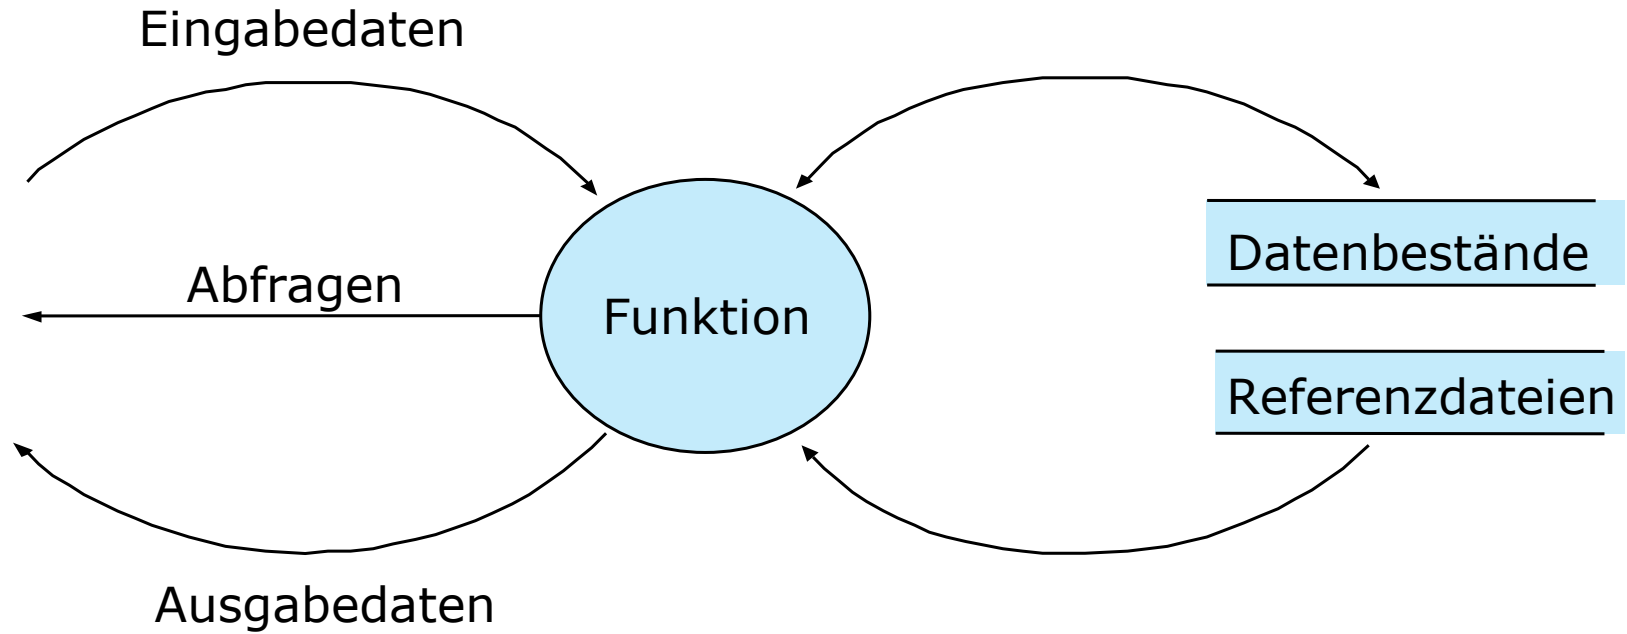 Eingabedaten
Abfragen
Funktion
Datenbestände
Referenzdateien
Ausgabedaten